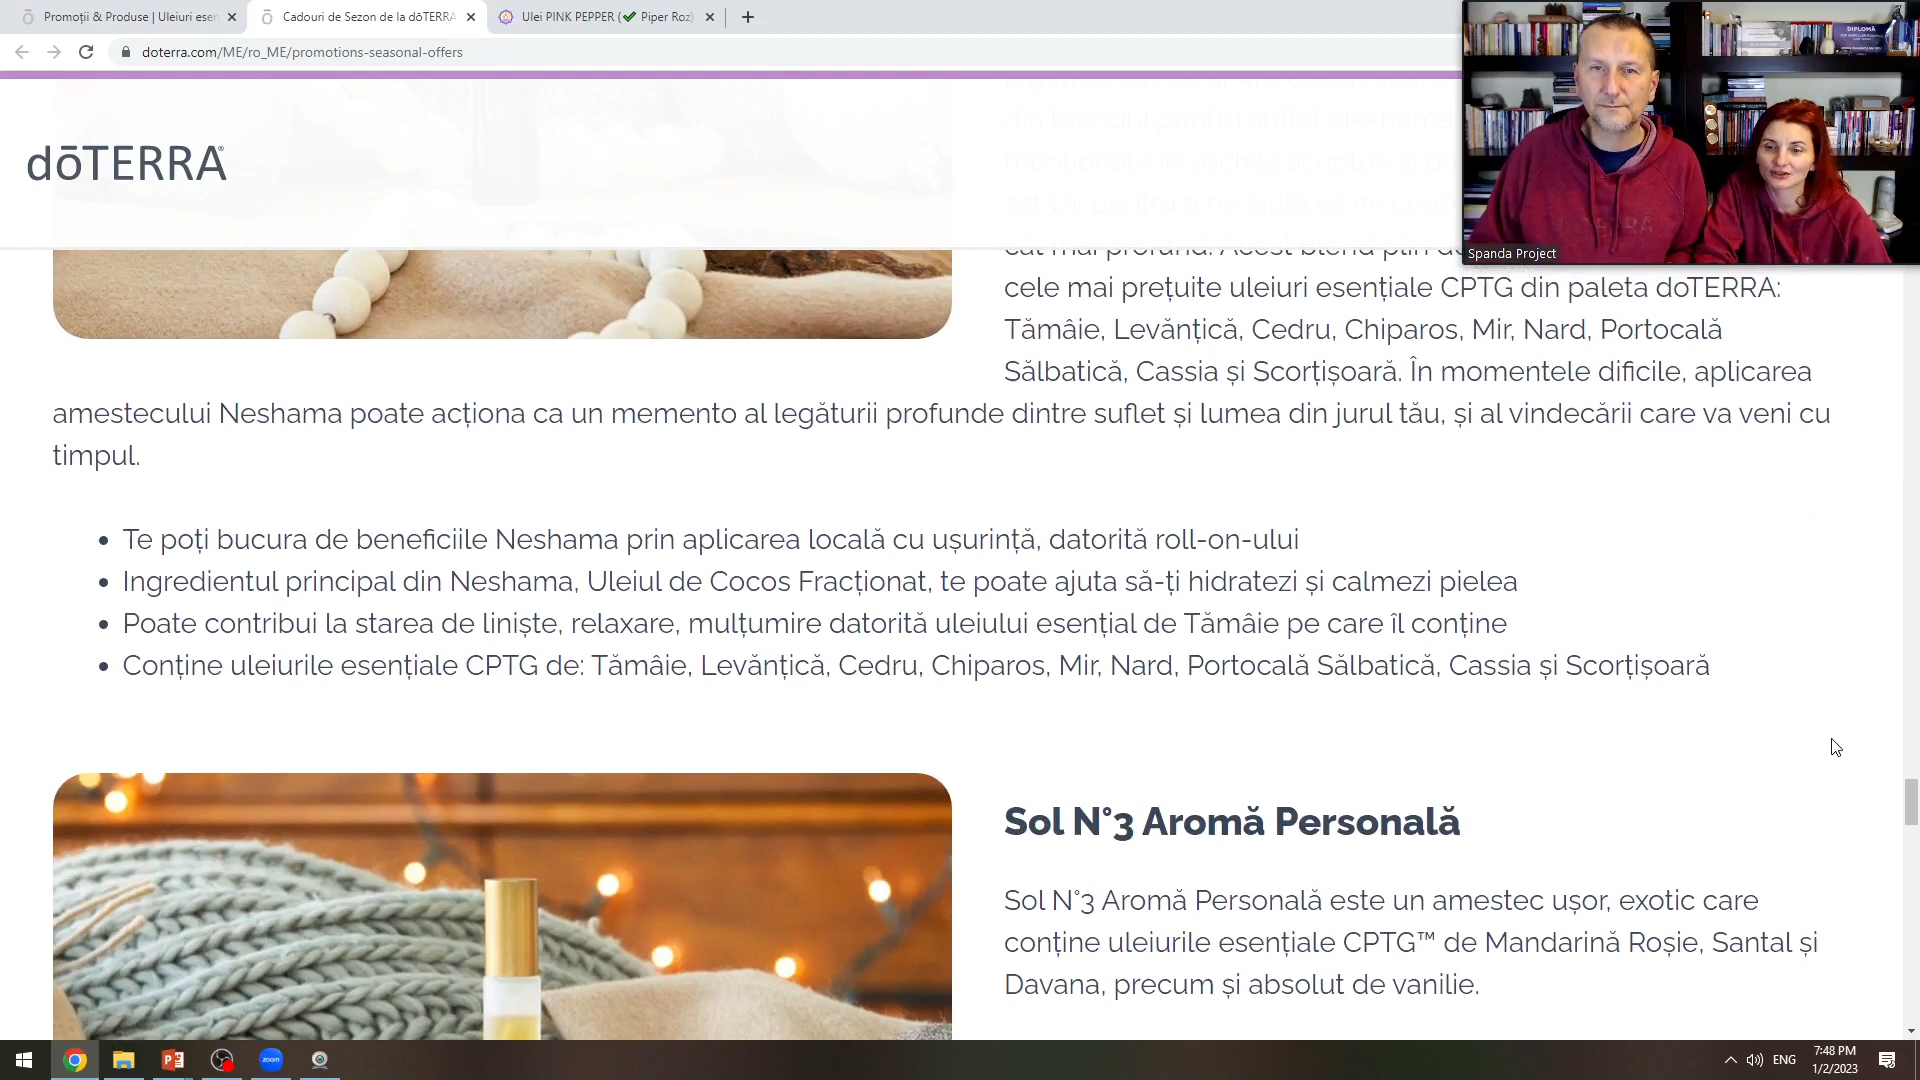 Promoții & Produse | Uleiuri esen
Cadouri de Sezon de la dōTERRA
Ulei PINK PEPPER (✔ Piper Roz)
doterra.com/ME/ro_ME/promotions-seasonal-offers
DIPLOMĂ
Spanda Project
dōTERRA
cele mai prețuite uleiuri esențiale CPTG din paleta doTERRA:
Tămâie, Levănțică, Cedru, Chiparos, Mir, Nard, Portocală
Sălbatică, Cassia și Scorțișoară. În momentele dificile, aplicarea
amestecului Neshama poate acționa ca un memento al legăturii profunde dintre suflet și lumea din jurul tău, și al vindecării care va veni cu
timpul.
• Te poți bucura de beneficiile Neshama prin aplicarea locală cu ușurință, datorită roll-on-ului
• Ingredientul principal din Neshama, Uleiul de Cocos Fracționat, te poate ajuta să-ți hidratezi și calmezi pielea
• Poate contribui la starea de liniște, relaxare, mulțumire datorită uleiului esențial de Tămâie pe care îl conține
• Conține uleiurile esențiale CPTG de: Tămâie, Levănțică, Cedru, Chiparos, Mir, Nard, Portocală Sălbatică, Cassia și Scorțișoară
Sol N°3 Aromă Personală
Sol N°3 Aromă Personală este un amestec ușor, exotic care
conține uleiurile esențiale CPTG™ de Mandarină Roșie, Santal și
Davana, precum și absolut de vanilie.
zoom
ENG
7:48 PM
1/2/2023